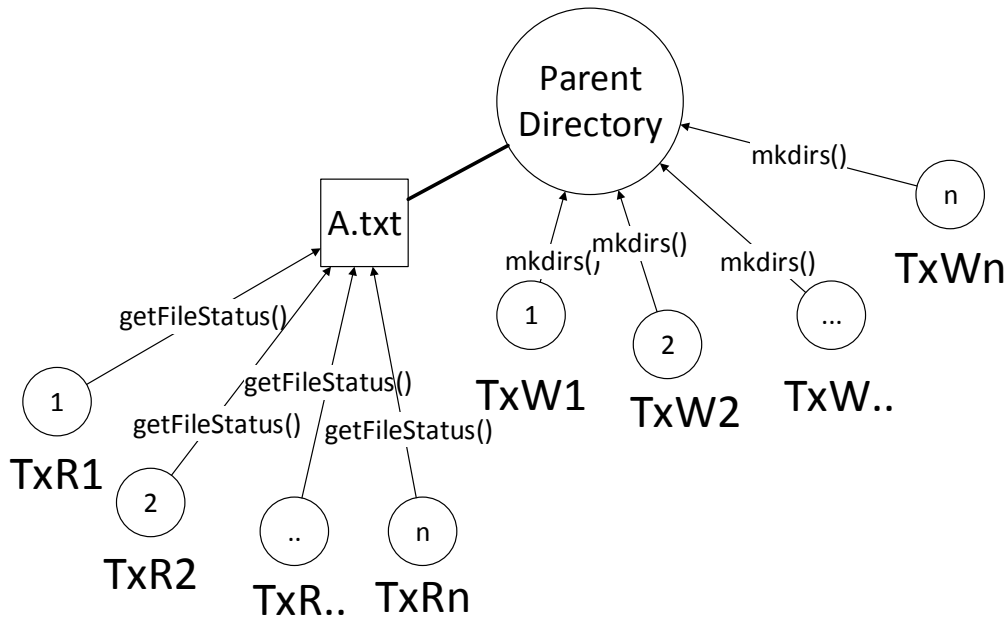 Parent
Directory
mkdirs()
n
A.txt
TxWn
mkdirs()
mkdirs()
mkdirs()
getFileStatus()
1
2
...
TxW1
TxW2
TxW..
1
getFileStatus()
getFileStatus()
getFileStatus()
TxR1
2
..
n
TxR2
TxR..
TxRn